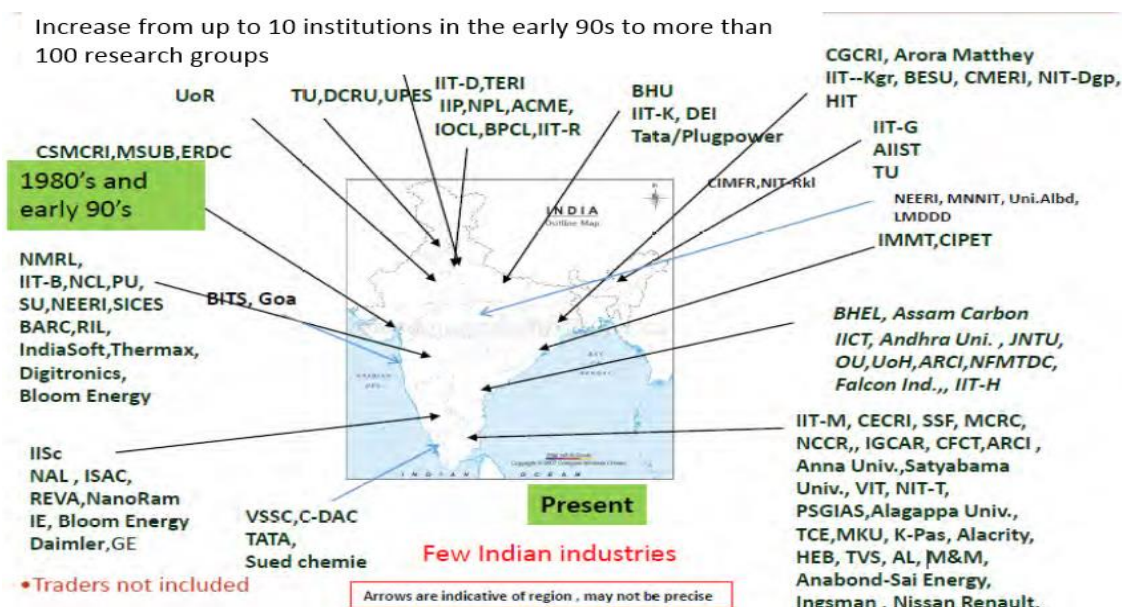 Increase from up to 10 institutions in the early 90s to more than
100 research groups
UoR
TU,DCRU,UPES
IIT-D,TERI
IIP,NPL,ACME,
IOCL,BPCL,IIT-R
BHU
IIT-K, DEI
Tata/Plugpower
CGCRI, Arora Matthey
IIT--Kgr, BESU, CMERI, NIT-Dgp,
HIT
IIT-G
AIIST
TU
CSMCRI,MSUB,ERDC
1980's and
early 90's
CIMFR,NIT-Rkl
NEERI, MNNIT, Uni.Albd,
LMDDD
IMMT,CIPET
INDIA
Outline Map
NMRL,
IIT-B,NCL,PU,
SU,NEERI,SICES
BARC,RIL,
IndiaSoft,Thermax,
Digitronics,
Bloom Energy
BITS, Goa
BHEL, Assam Carbon
IICT, Andhra Uni. , JNTU,
OU,UoH,ARCI,NFMTDC,
Falcon Ind.,, IIT-H
IISc
NAL , ISAC,
REVA,NanoRam
IE, Bloom Energy
Daimler,GE
VSSC,C-DAC
TATA,
Sued chemie
INDIAN OCEAN
Present
IIT-M, CECRI, SSF, MCRC,
NCCR,, IGCAR, CFCT,ARCI ,
Anna Univ.,Satyabama
Univ., VIT, NIT-T,
PSGIAS,Alagappa Univ.,
TCE,MKU, K-Pas, Alacrity,
HEB, TVS, AL, M&M,
Anabond-Sai Energy,
Ingsman , Nissan Renault,
Few Indian industries
•Traders not included
Arrows are indicative of region , may not be precise